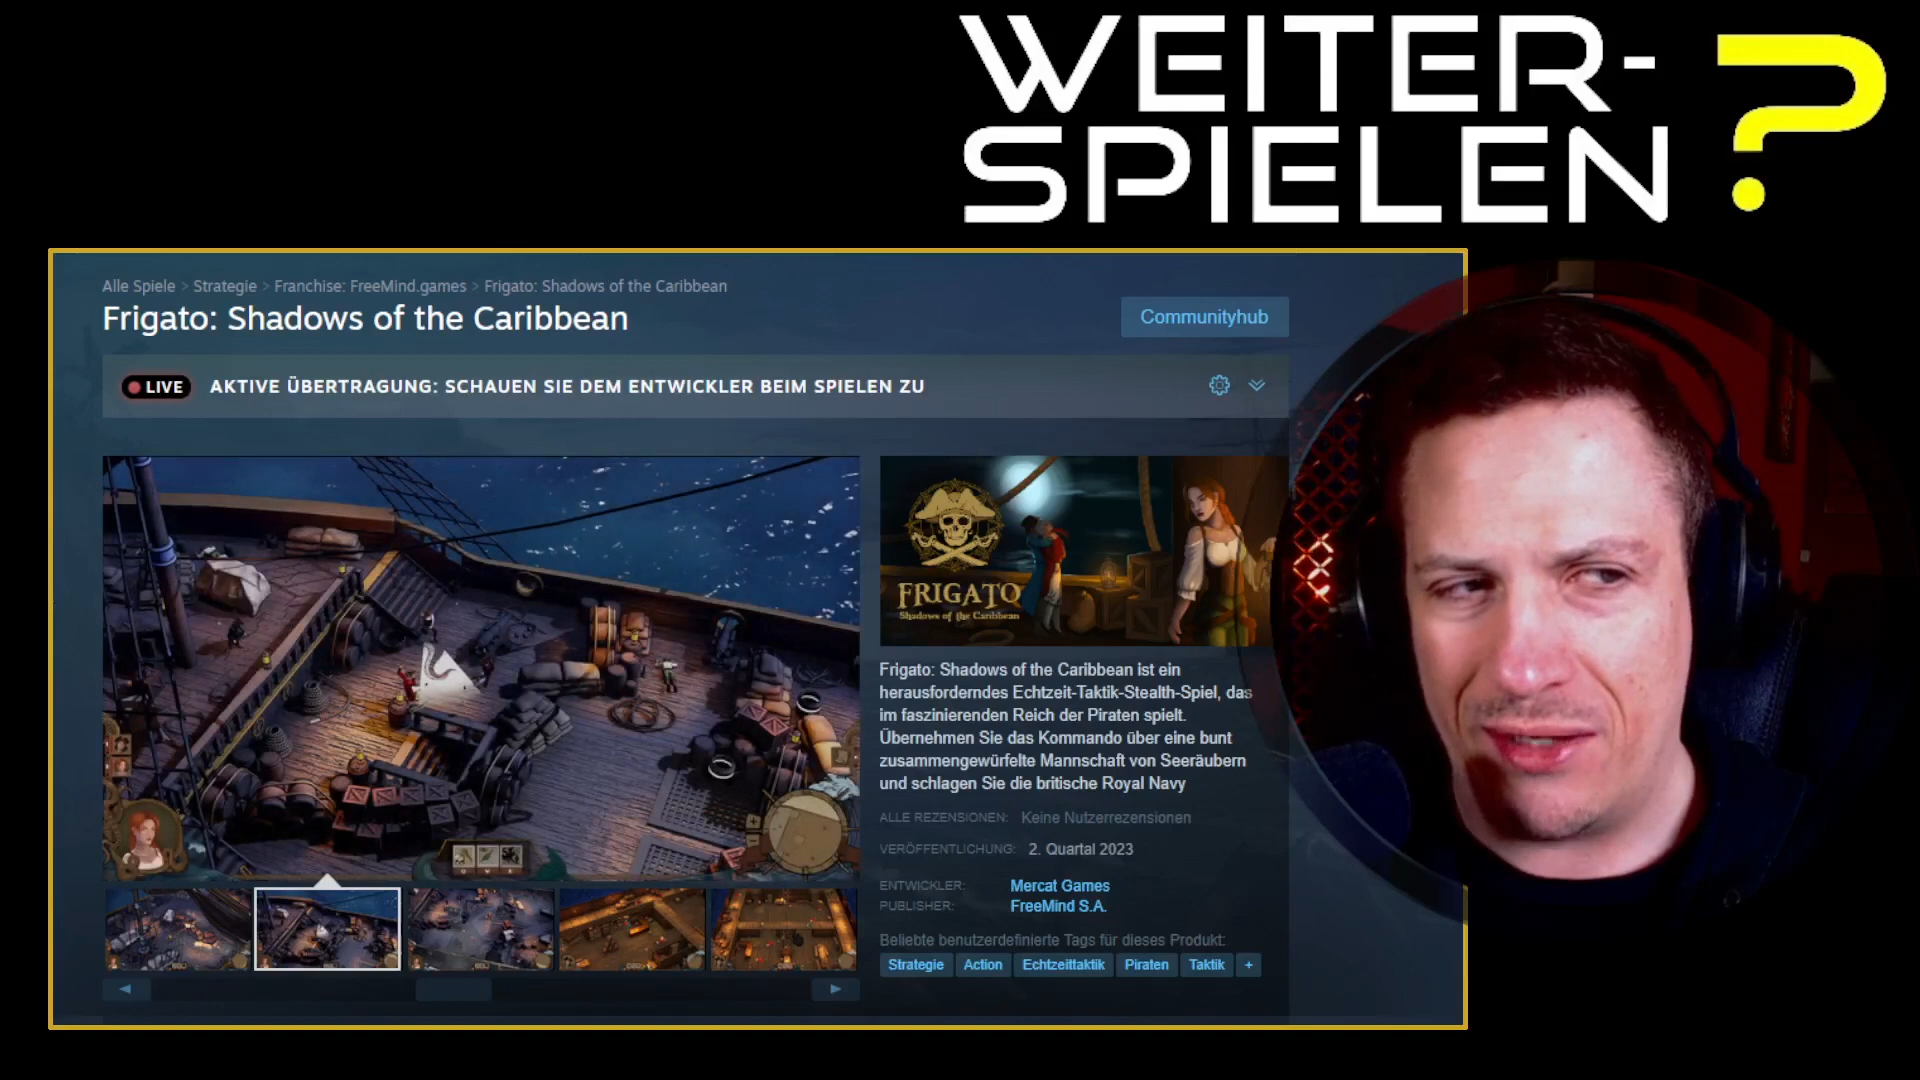 WEITER-
SPIELEN?
Alle Spiele > Strategie > Franchise: FreeMind.games > Frigato: Shadows of the Caribbean
Frigato: Shadows of the Caribbean
Communityhub
LIVE AKTIVE ÜBERTRAGUNG: SCHAUEN SIE DEM ENTWICKLER BEIM SPIELEN ZU
FRIGATO
Shadows of the Caribbean
Frigato: Shadows of the Caribbean ist ein
herausforderndes Echtzeit-Taktik-Stealth-Spiel, das
im faszinierenden Reich der Piraten spielt.
Übernehmen Sie das Kommando über eine bunt
zusammengewürfelte Mannschaft von Seeräubern
und schlagen Sie die britische Royal Navy
ALLE REZENSIONEN: Keine Nutzerrezensionen
VERÖFFENTLICHUNG: 2. Quartal 2023
ENTWICKLER: Mercat Games
PUBLISHER: FreeMind S.A.
Beliebte benutzerdefinierte Tags für dieses Produkt:
Strategie Action Echtzeittaktik Piraten Taktik +